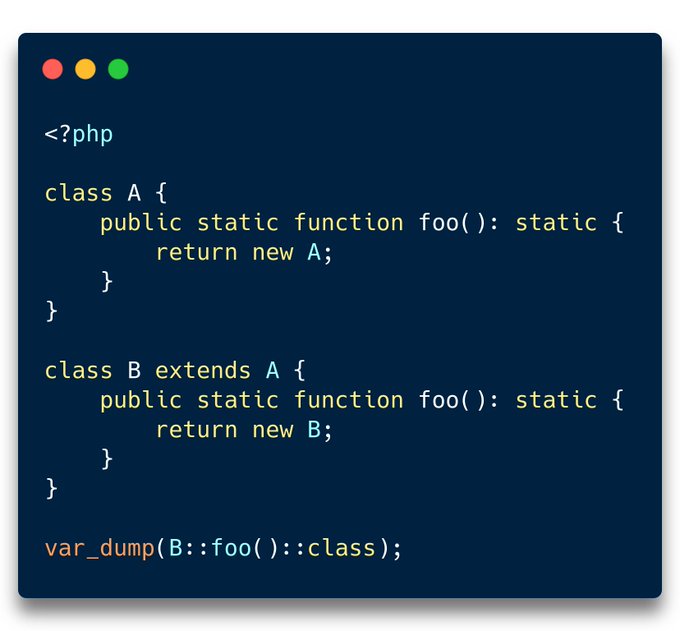 <?php
class A {
    public static function foo(): static {
        return new A;
    }
}
class B extends A {
    public static function foo(): static {
        return new B;
    }
}
var_dump(B::foo()::class);